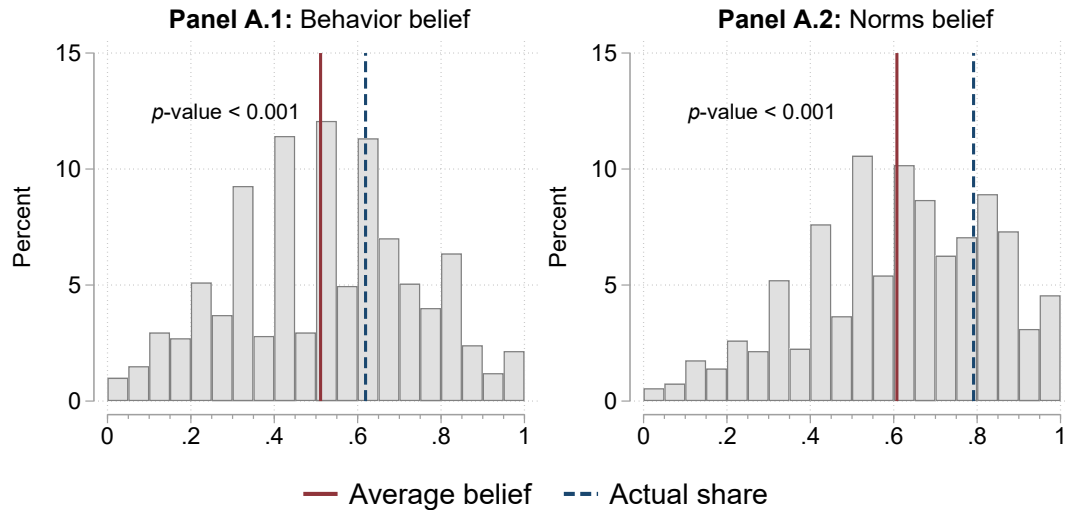 Panel A.1: Behavior belief
Percent
15
10
5
0
p-value < 0.001
0 .2 .4 .6 .8 1
Panel A.2: Norms belief
Percent
15
10
5
0
p-value < 0.001
0 .2 .4 .6 .8 1
Average belief Actual share